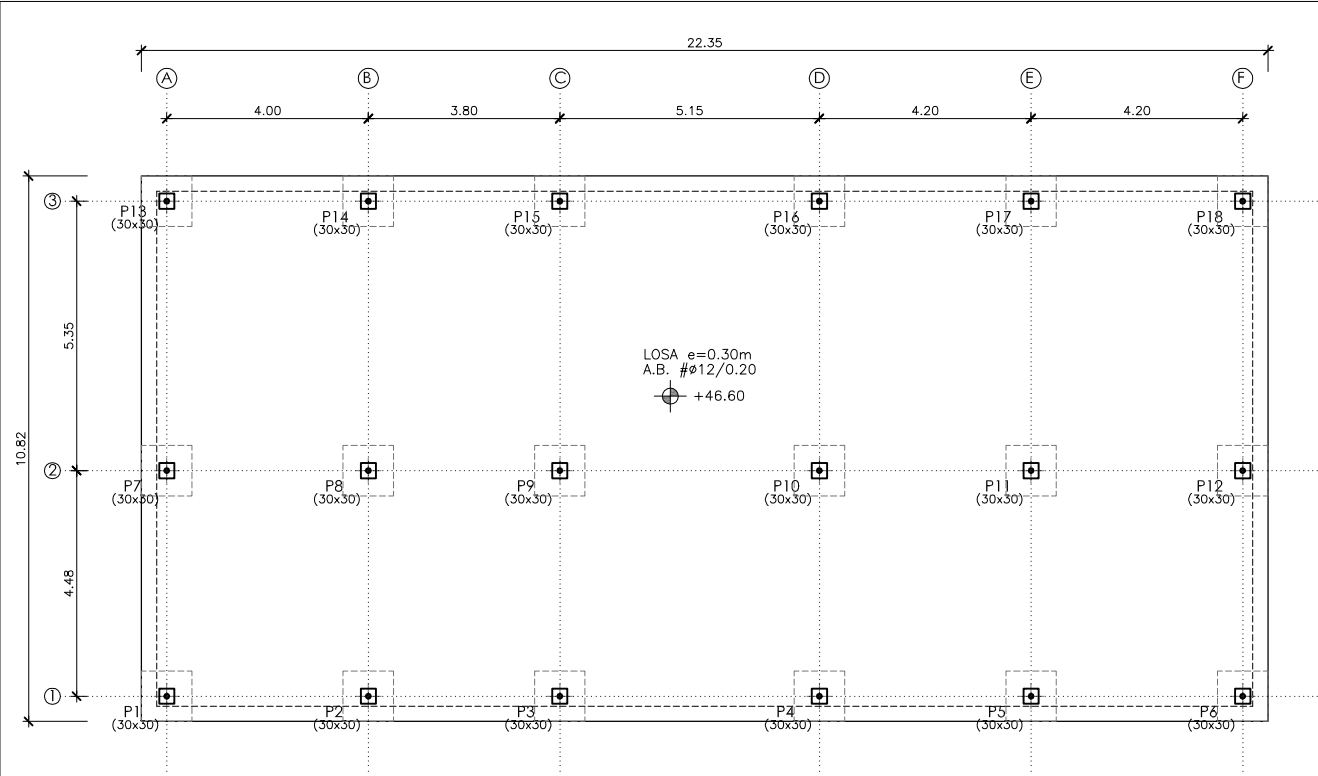 22.35
A B C D E F
4.00 3.80 5.15 4.20 4.20
3
P13 P14 P15 P16 P17 P18
(30x30) (30x30) (30x30) (30x30) (30x30) (30x30)
5.35
LOSA e=0.30m
A.B. #ø12/0.20
+46.60
10.82
2
P7 P8 P9 P10 P11 P12
(30x30) (30x30) (30x30) (30x30) (30x30) (30x30)
4.48
1
P1 P2 P3 P4 P5 P6
(30x30) (30x30) (30x30) (30x30) (30x30) (30x30)